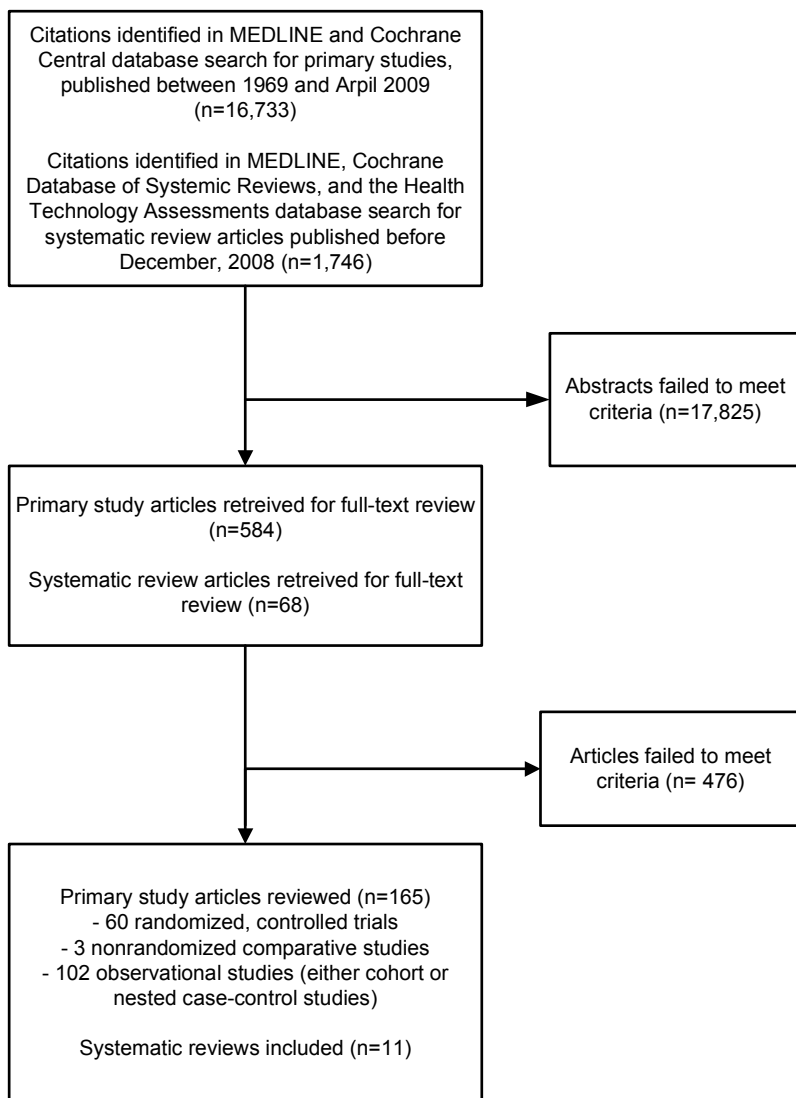 Citations identified in MEDLINE and Cochrane
Central database search for primary studies,
published between 1969 and Arpil 2009
(n=16,733)
Citations identified in MEDLINE, Cochrane
Database of Systemic Reviews, and the Health
Technology Assessments database search for
systematic review articles published before
December, 2008 (n=1,746)
Abstracts failed to meet
criteria (n=17,825)
Primary study articles retreived for full-text review
(n=584)
Systematic review articles retreived for full-text
review (n=68)
Articles failed to meet
criteria (n= 476)
Primary study articles reviewed (n=165)
- 60 randomized, controlled trials
- 3 nonrandomized comparative studies
- 102 observational studies (either cohort or
nested case-control studies)
Systematic reviews included (n=11)